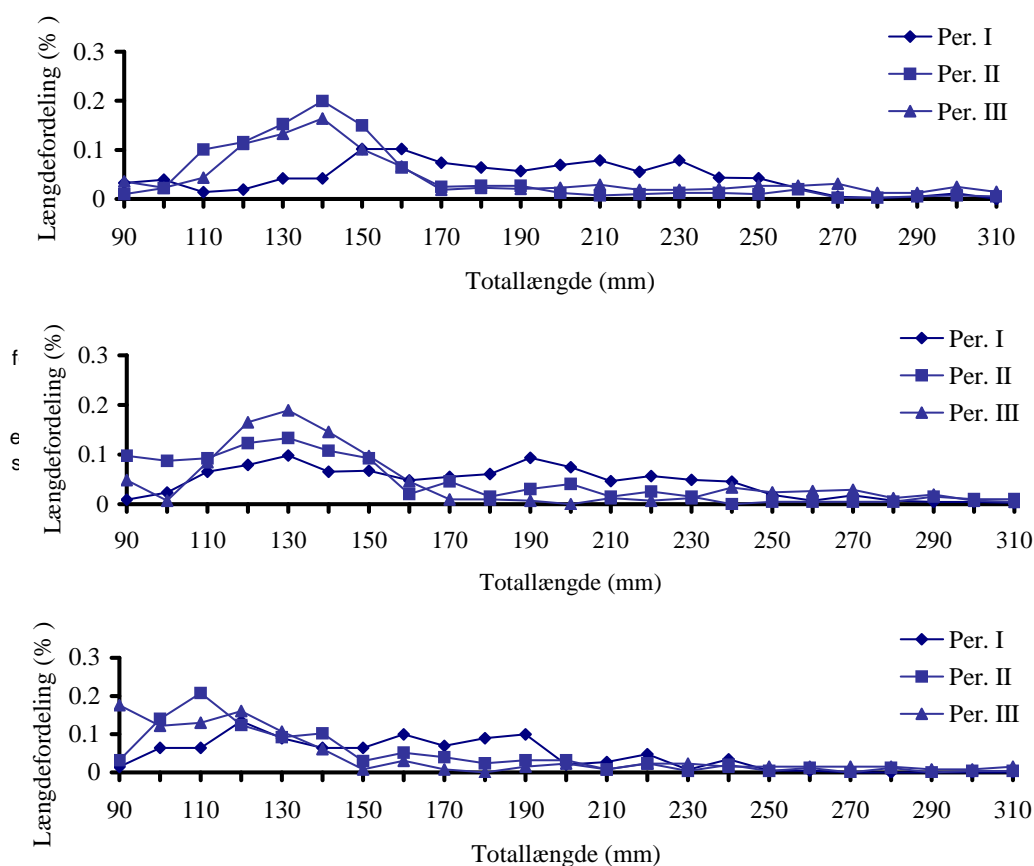 Længdefordeling (%)
0.3
0.2
0.1
0
90 110 130 150 170 190 210 230 250 270 290 310
Totallængde (mm)
Per. I
Per. II
Per. III
f
e
s
Længdefordeling (%)
0.3
0.2
0.1
0
90 110 130 150 170 190 210 230 250 270 290 310
Totallængde (mm)
Per. I
Per. II
Per. III
Længdefordeling (%)
0.3
0.2
0.1
0
90 110 130 150 170 190 210 230 250 270 290 310
Totallængde (mm)
Per. I
Per. II
Per. III